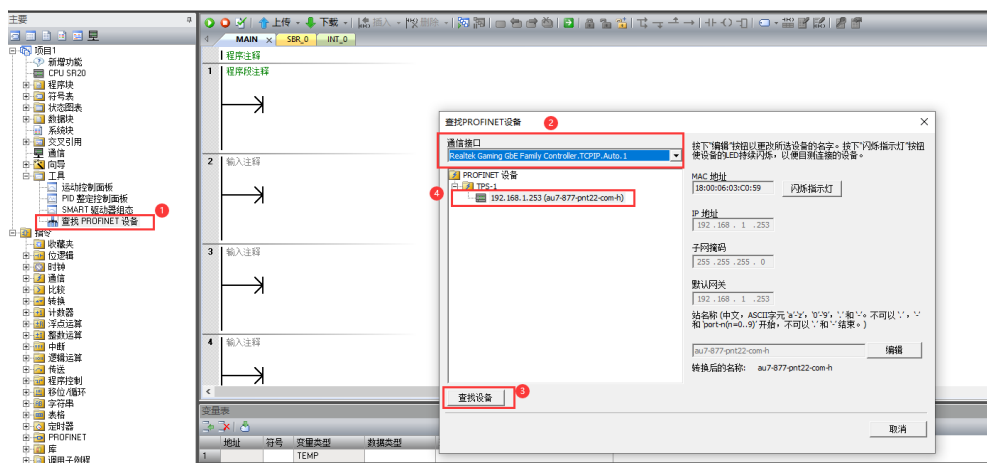 主要
项目1
新增功能
CPU SR20
程序块
符号表
状态图表
数据块
系统块
交叉引用
通信
向导
工具
运动控制面板
PID 整定控制面板
SMART 驱动器组态
查找 PROFINET 设备
1
指令
收藏夹
位逻辑
时钟
通信
比较
转换
计数器
浮点运算
整数运算
中断
逻辑运算
传送
程序控制
移位/循环
字符串
表格
定时器
PROFINET
库
调用子例程
上传
下载
插入
删除
MAIN
SBR_0
INT_0
程序注释
1 程序段注释
2 输入注释
3 输入注释
4 输入注释
变量表
地址 符号 变量类型 数据类型
1 TEMP
查找PROFINET设备
2
通信接口
Realtek Gaming GbE Family Controller.TCPIP.Auto.1
PROFINET 设备
TPS-1
4
192.168.1.253 (au7-877-pnt22-com-h)
查找设备
3
按下"编辑"按钮以更改所选设备的名字。按下"闪烁指示灯"按钮
使设备的LED持续闪烁，以便目测连接的设备。
MAC 地址
18:00:06:03:C0:59
闪烁指示灯
IP 地址
192 . 168 . 1 . 253
子网掩码
255 . 255 . 255 . 0
默认网关
192 . 168 . 1 . 253
站名称 (中文，ASCII字元 'a'-'z'，'0'-'9'，'.' 和 '-'。不可以 '.'，'-'
和 'port-n(n=0..9)' 开始，不可以 '.' 和 '-' 结束。)
au7-877-pnt22-com-h
编辑
转换后的名称: au7-877-pnt22-com-h
取消